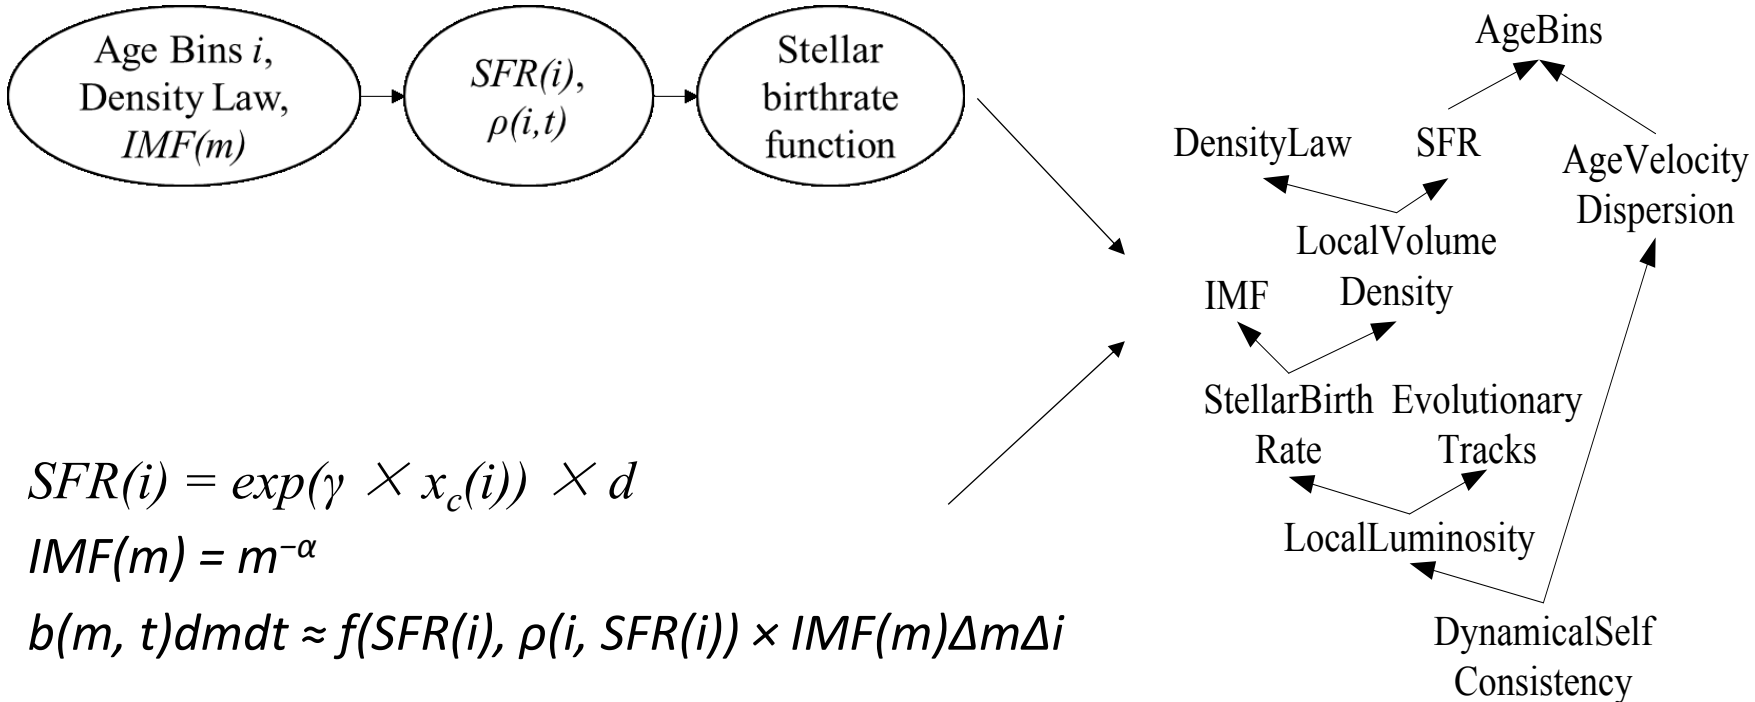 Age Bins i,
Density Law,
IMF(m)
SFR(i),
ρ(i,t)
Stellar
birthrate
function
AgeBins
DensityLaw
SFR
AgeVelocity
Dispersion
LocalVolume
Density
IMF
StellarBirth
Rate
Evolutionary
Tracks
LocalLuminosity
DynamicalSelf
Consistency
SFR(i) = exp(γ × x_c(i)) × d
IMF(m) = m⁻ᵅ
b(m, t)dmdt ≈ f(SFR(i), ρ(i, SFR(i)) × IMF(m)ΔmΔi